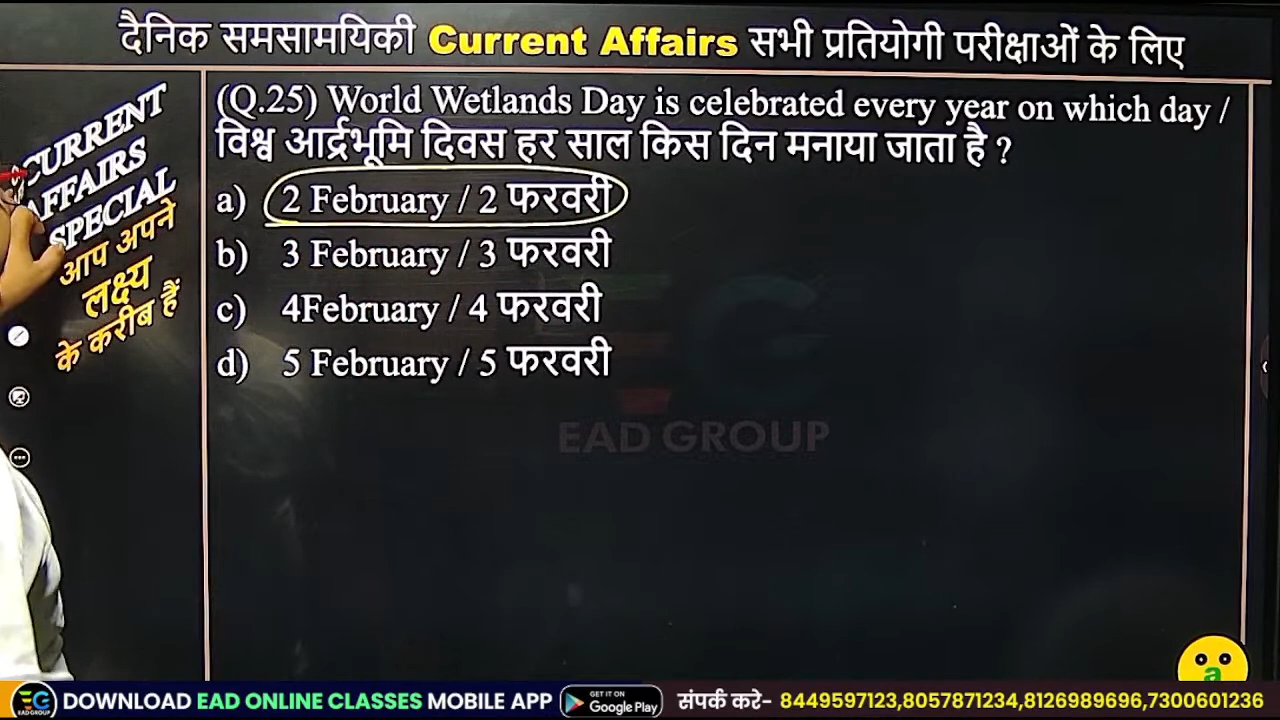 दैनिक समसामयिकी Current Affairs सभी प्रतियोगी परीक्षाओं के लिए
CURRENT
AFFAIRS
SPECIAL
आप अपने
लक्ष्य
के करीब हैं
(Q.25) World Wetlands Day is celebrated every year on which day /
विश्व आर्द्रभूमि दिवस हर साल किस दिन मनाया जाता है ?
a) 2 February / 2 फरवरी
b) 3 February / 3 फरवरी
c) 4February / 4 फरवरी
d) 5 February / 5 फरवरी
EAD GROUP
a
EAD GROUP
DOWNLOAD EAD ONLINE CLASSES MOBILE APP
GET IT ON
Google Play
संपर्क करे- 8449597123,8057871234,8126989696,7300601236